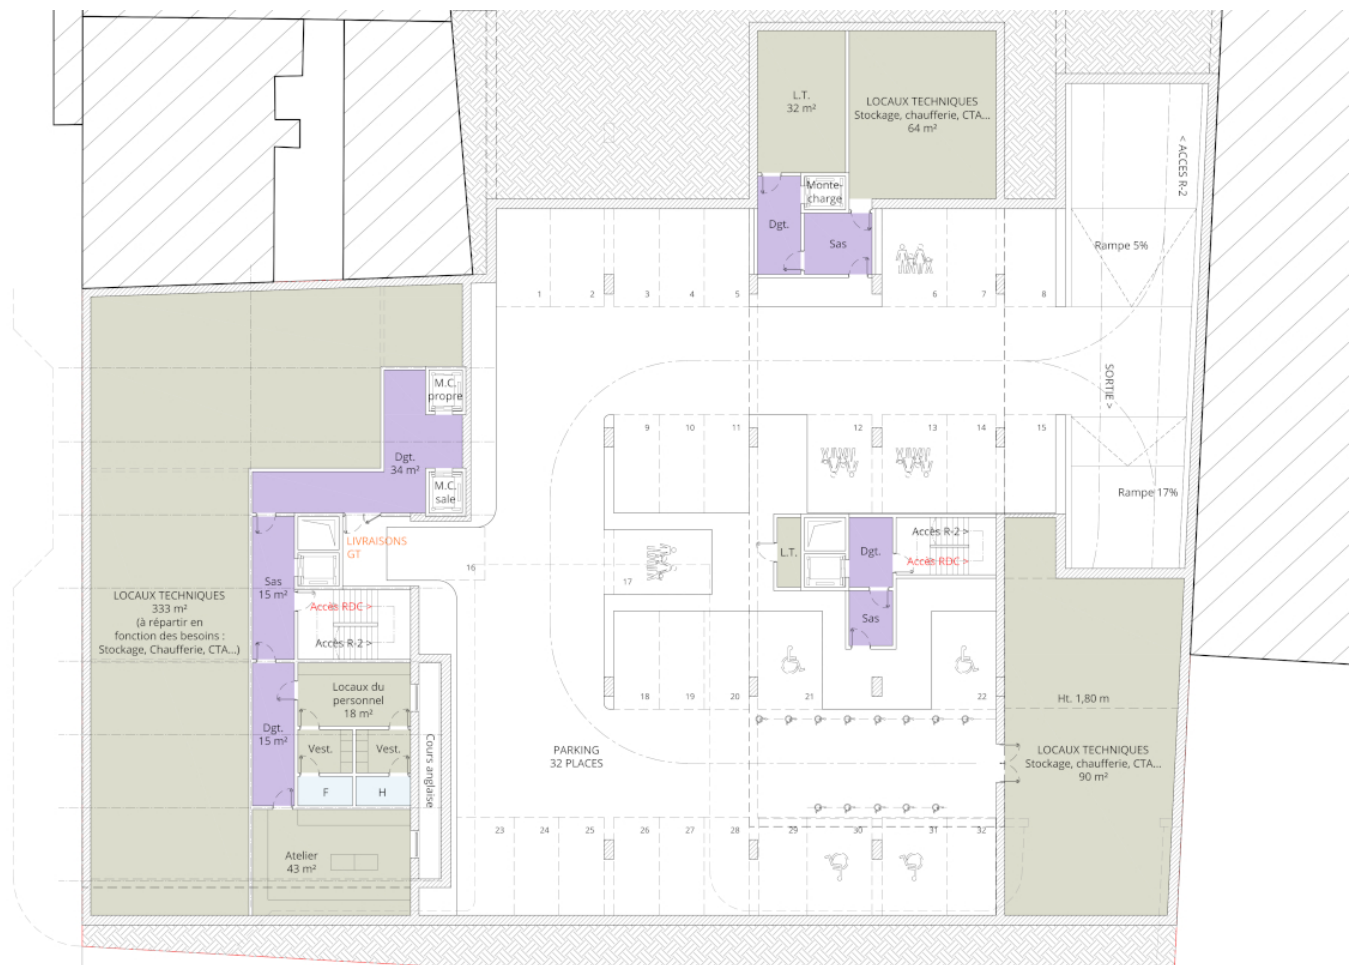 L.T.
32 m²
LOCAUX TECHNIQUES
Stockage, chaufferie, CTA...
64 m²
< ACCES R-2
Monte-
charge
Dgt.
Sas
Rampe 5%
1
2
3
4
5
6
7
8
SORTIE >
M.C.
propre
9
10
11
12
13
14
15
Dgt.
34 m²
M.C.
sale
Rampe 17%
LIVRAISONS
GT
Accès R-2 >
L.T.
Dgt.
Accès RDC >
16
17
Sas
15 m²
LOCAUX TECHNIQUES
333 m²
(à répartir en
fonction des besoins :
Stockage, Chaufferie, CTA...)
Accès RDC >
Accès R-2 >
Sas
Locaux du
personnel
18 m²
18
19
20
21
22
Ht. 1,80 m
Dgt.
15 m²
Vest.
Vest.
Cours anglaise
PARKING
32 PLACES
LOCAUX TECHNIQUES
Stockage, chaufferie, CTA...
90 m²
F
H
23
24
25
26
27
28
29
30
31
32
Atelier
43 m²